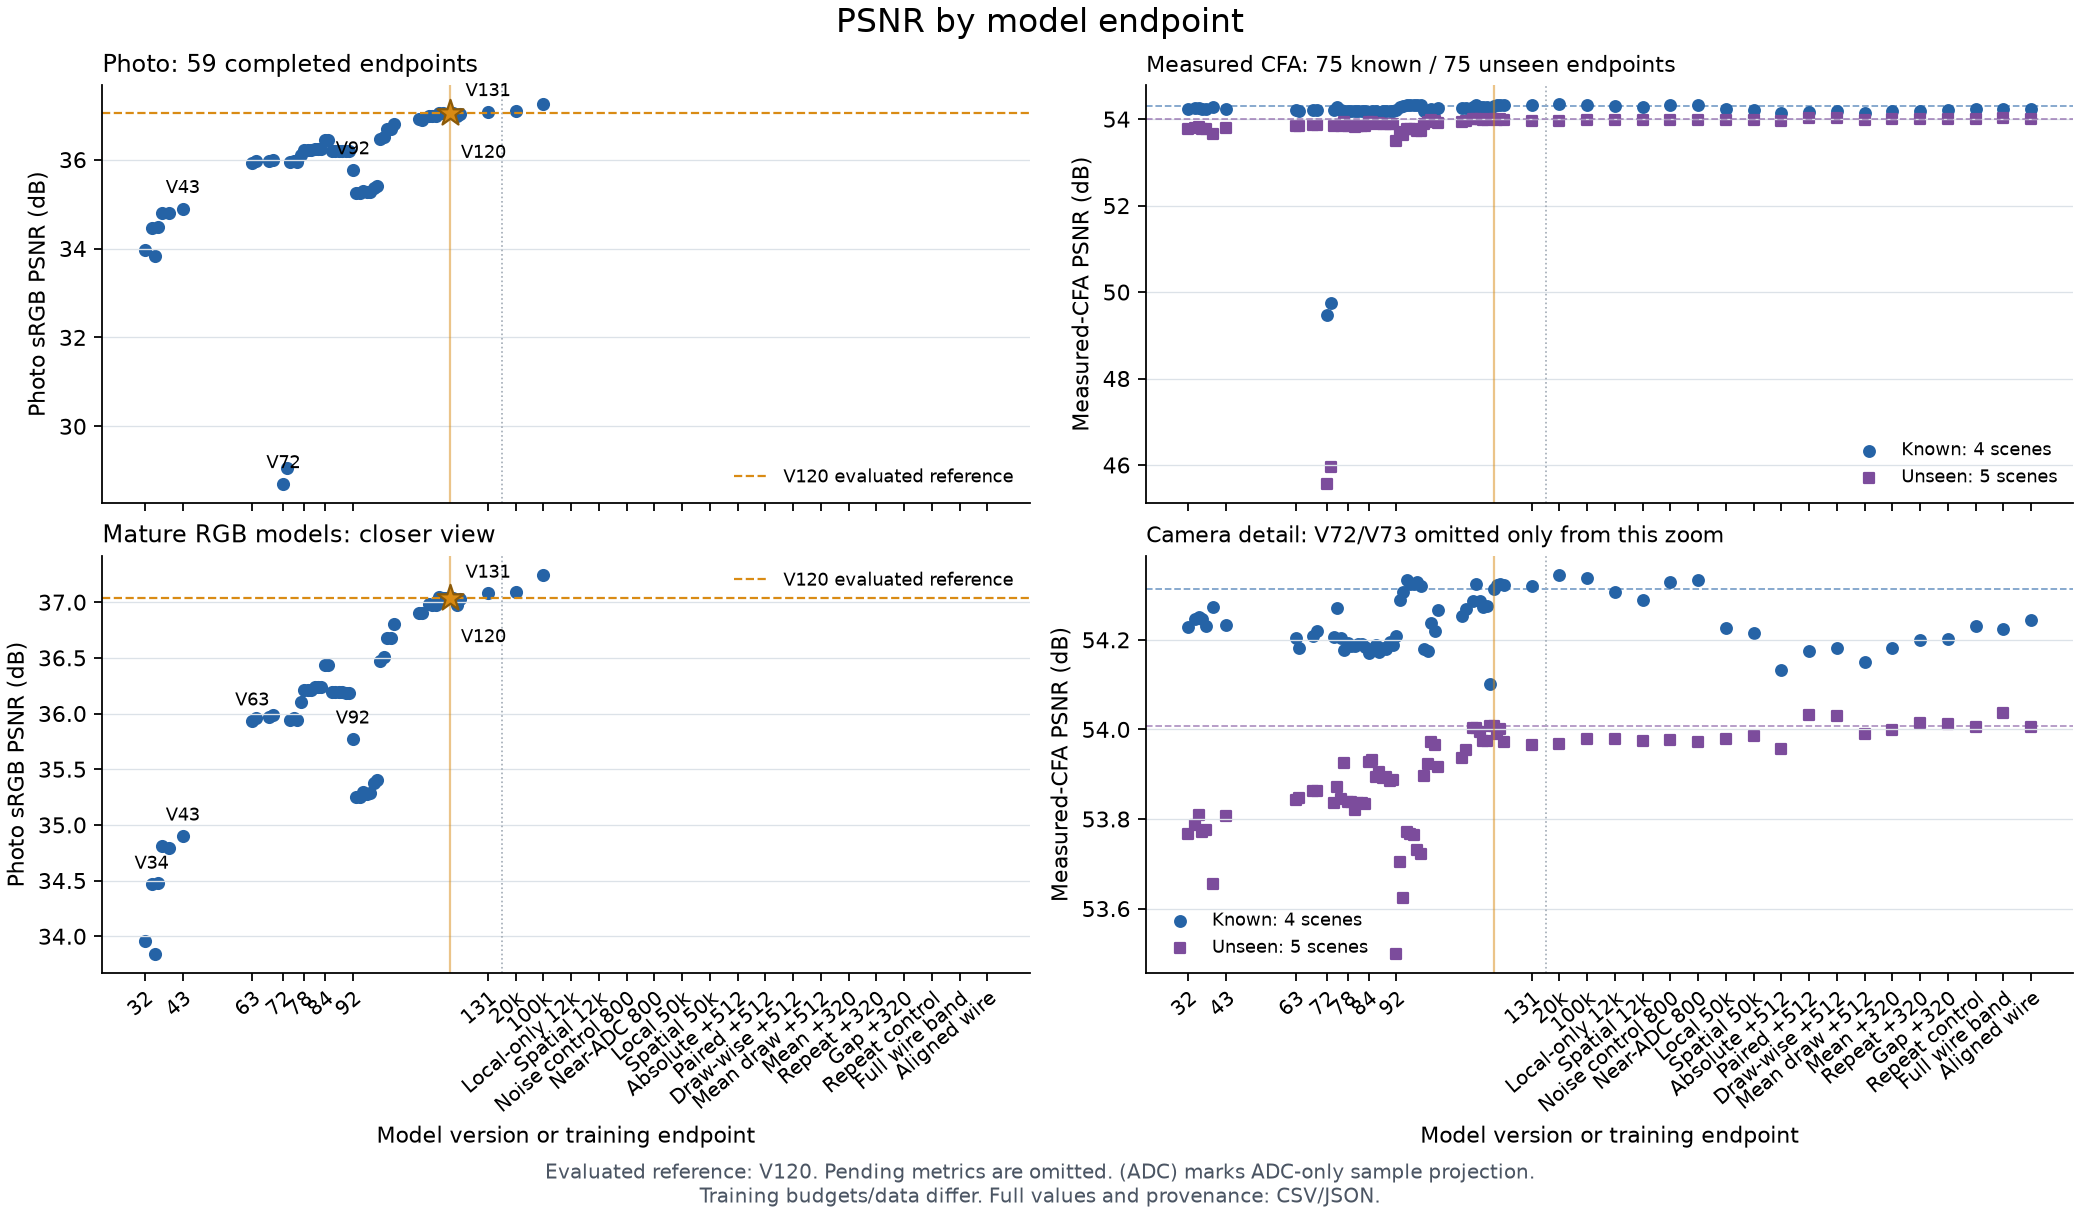 PSNR by model endpoint
Photo: 59 completed endpoints
Photo sRGB PSNR (dB)
36
34
32
30
V131
V92
V120
V43
V72
V120 evaluated reference
Measured CFA: 75 known / 75 unseen endpoints
Measured-CFA PSNR (dB)
54
52
50
48
46
Known: 4 scenes
Unseen: 5 scenes
Mature RGB models: closer view
Photo sRGB PSNR (dB)
37.0
36.5
36.0
35.5
35.0
34.5
34.0
V131
V120 evaluated reference
V120
V63
V92
V43
V34
32
43
63
72
78
84
92
131
20k
100k
Local-only 12k
Spatial 12k
Noise control 800
Near-ADC 800
Local 50k
Spatial 50k
Absolute +512
Paired +512
Draw-wise +512
Mean draw +512
Mean +320
Repeat +320
Gap +320
Repeat control
Full wire band
Aligned wire
Model version or training endpoint
Camera detail: V72/V73 omitted only from this zoom
Measured-CFA PSNR (dB)
54.2
54.0
53.8
53.6
Known: 4 scenes
Unseen: 5 scenes
32
43
63
72
78
84
92
131
20k
100k
Local-only 12k
Spatial 12k
Noise control 800
Near-ADC 800
Local 50k
Spatial 50k
Absolute +512
Paired +512
Draw-wise +512
Mean draw +512
Mean +320
Repeat +320
Gap +320
Repeat control
Full wire band
Aligned wire
Model version or training endpoint
Evaluated reference: V120. Pending metrics are omitted. (ADC) marks ADC-only sample projection.
Training budgets/data differ. Full values and provenance: CSV/JSON.